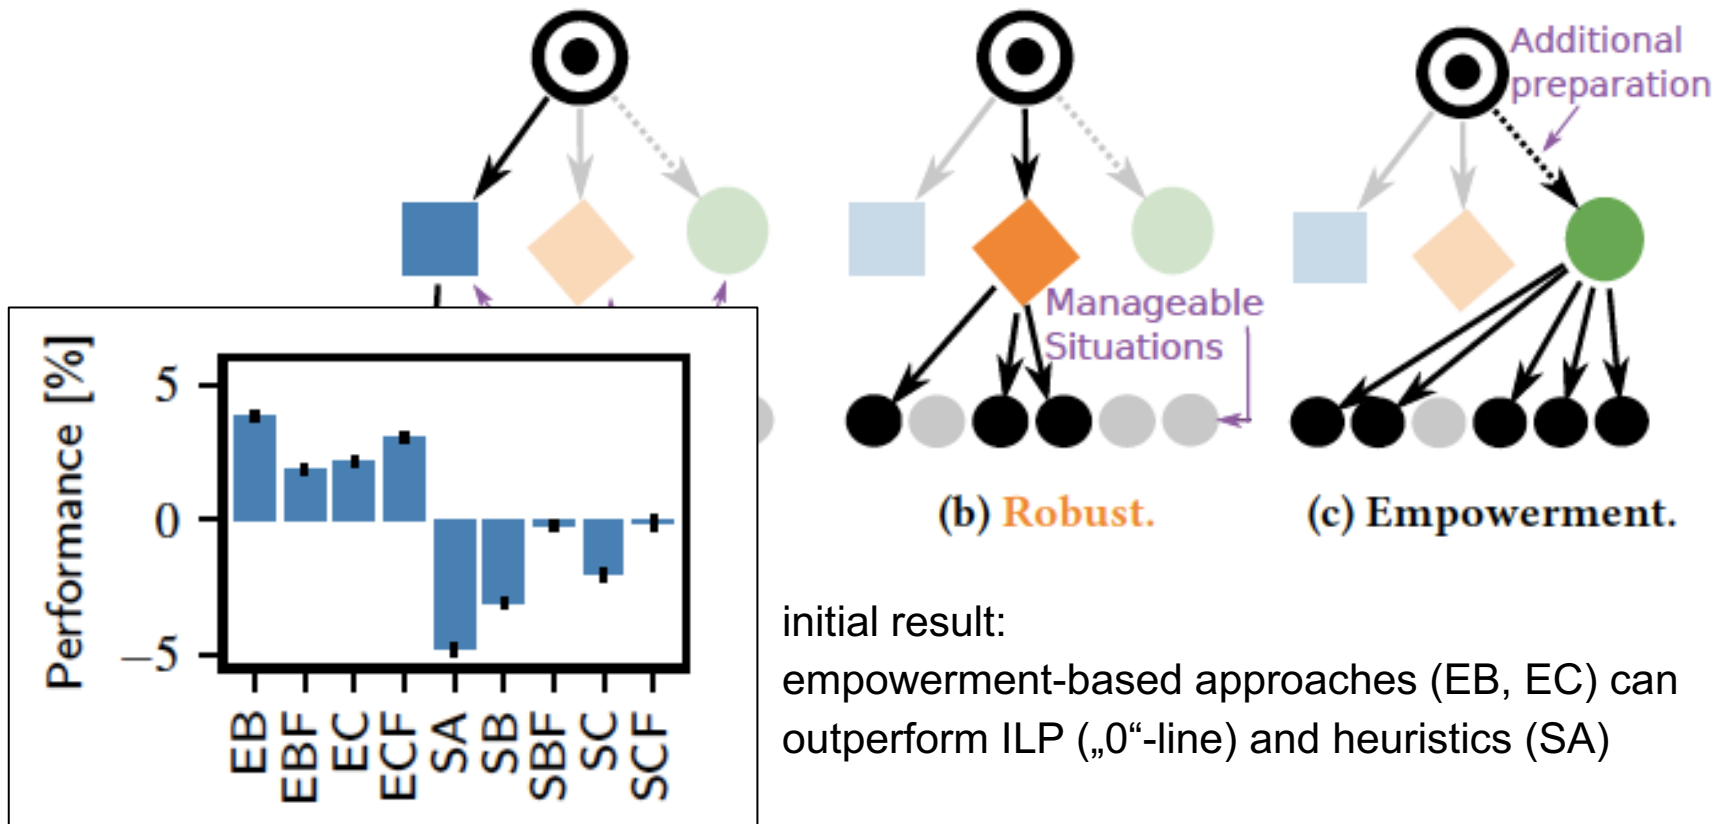 Additional
preparation
Manageable
Situations
(b) Robust.
(c) Empowerment.
Performance [%]
5
0
−5
EB
EBF
EC
ECF
SA
SB
SBF
SC
SCF
initial result:
empowerment-based approaches (EB, EC) can
outperform ILP („0“-line) and heuristics (SA)